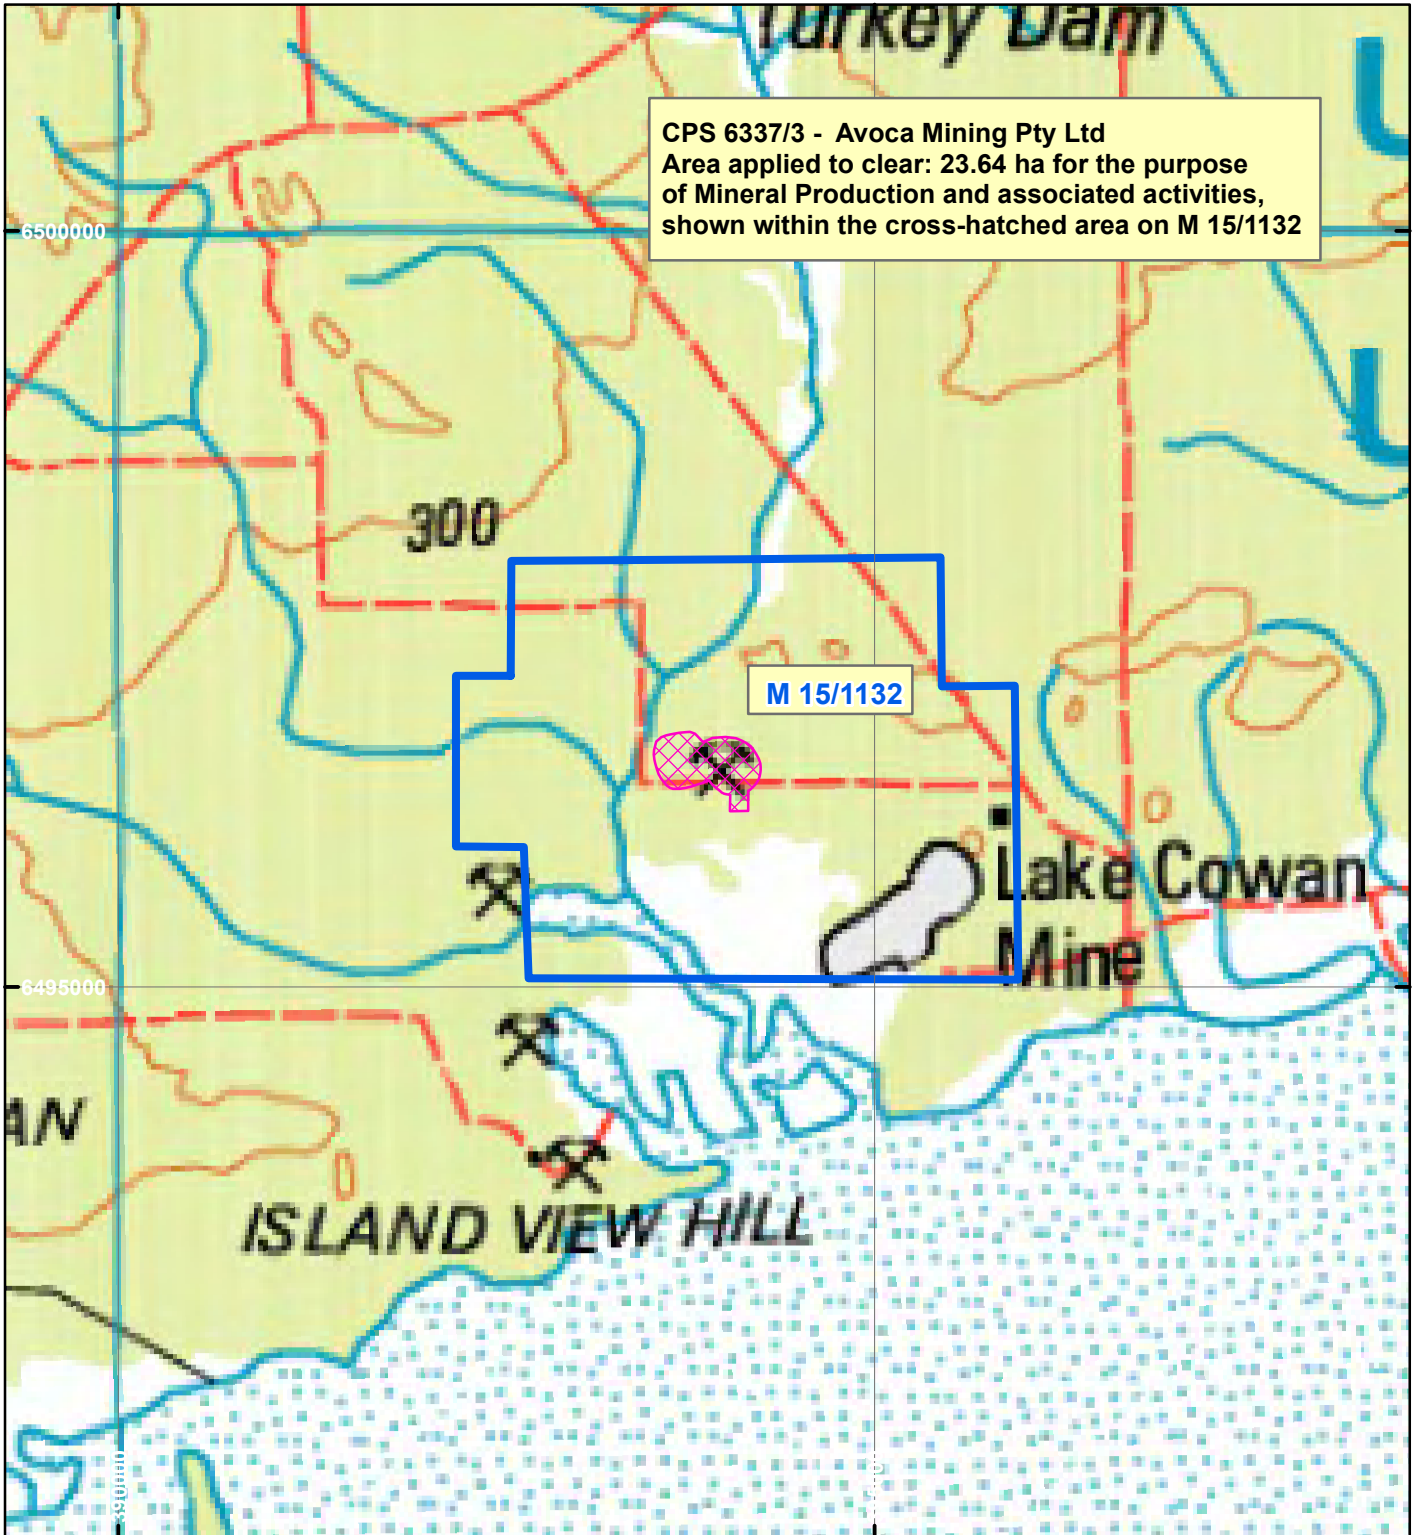 Turkey Dam
CPS 6337/3 - Avoca Mining Pty Ltd
Area applied to clear: 23.64 ha for the purpose
of Mineral Production and associated activities,
shown within the cross-hatched area on M 15/1132
6500000
300
M 15/1132
Lake Cowan
Mine
6495000
AN
ISLAND VIEW HILL
390000